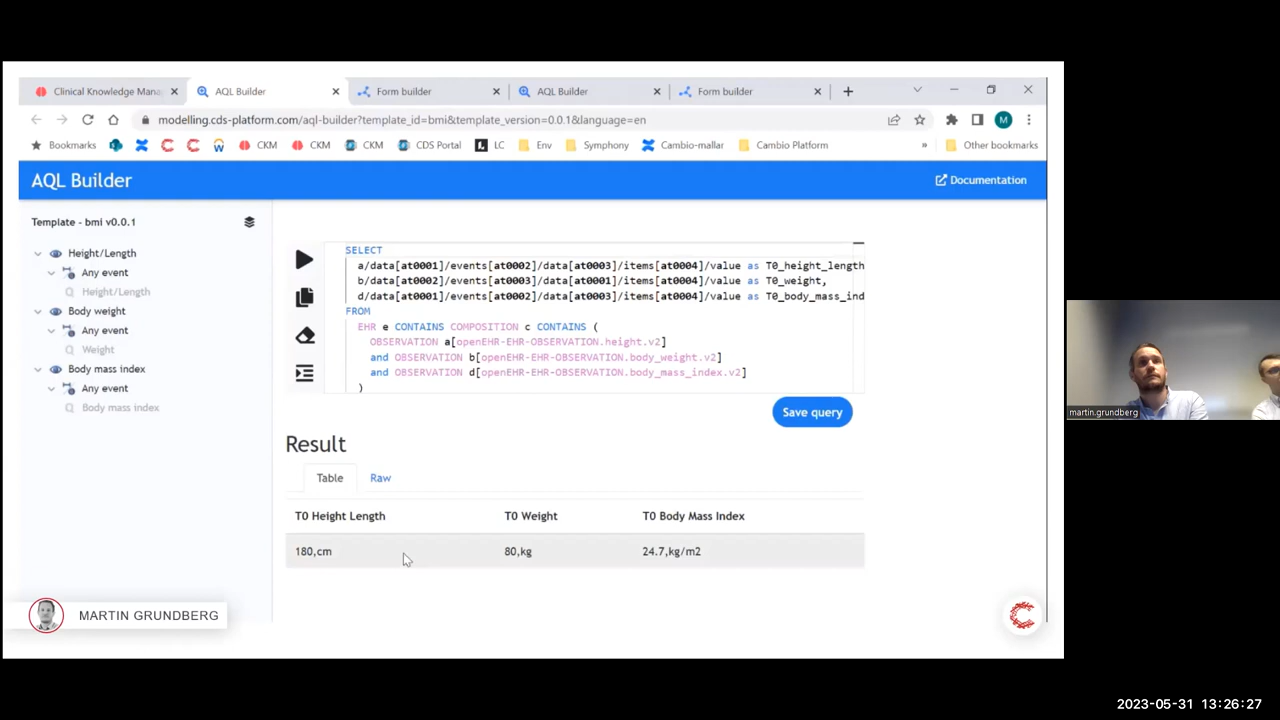 Clinical Knowledge Mana
AQL Builder
Form builder
AQL Builder
Form builder
modelling.cds-platform.com/aql-builder?template_id=bmi&template_version=0.0.1&language=en
M
Bookmarks
CKM
CKM
CKM
CDS Portal
LC
Env
Symphony
Cambio-mallar
Cambio Platform
»
Other bookmarks
AQL Builder
Documentation
Template - bmi v0.0.1
Height/Length
Any event
Height/Length
Body weight
Any event
Weight
Body mass index
Any event
Body mass index
SELECT
a/data[at0001]/events[at0002]/data[at0003]/items[at0004]/value as T0_height_length
b/data[at0002]/events[at0003]/data[at0001]/items[at0004]/value as T0_weight,
d/data[at0001]/events[at0002]/data[at0003]/items[at0004]/value as T0_body_mass_ind
FROM
EHR e CONTAINS COMPOSITION c CONTAINS (
OBSERVATION a[openEHR-EHR-OBSERVATION.height.v2]
and OBSERVATION b[openEHR-EHR-OBSERVATION.body_weight.v2]
and OBSERVATION d[openEHR-EHR-OBSERVATION.body_mass_index.v2]
)
Save query
Result
Table
Raw
T0 Height Length
T0 Weight
T0 Body Mass Index
180,cm
80,kg
24.7,kg/m2
MARTIN GRUNDBERG
martin.grundberg
2023-05-31 13:26:27